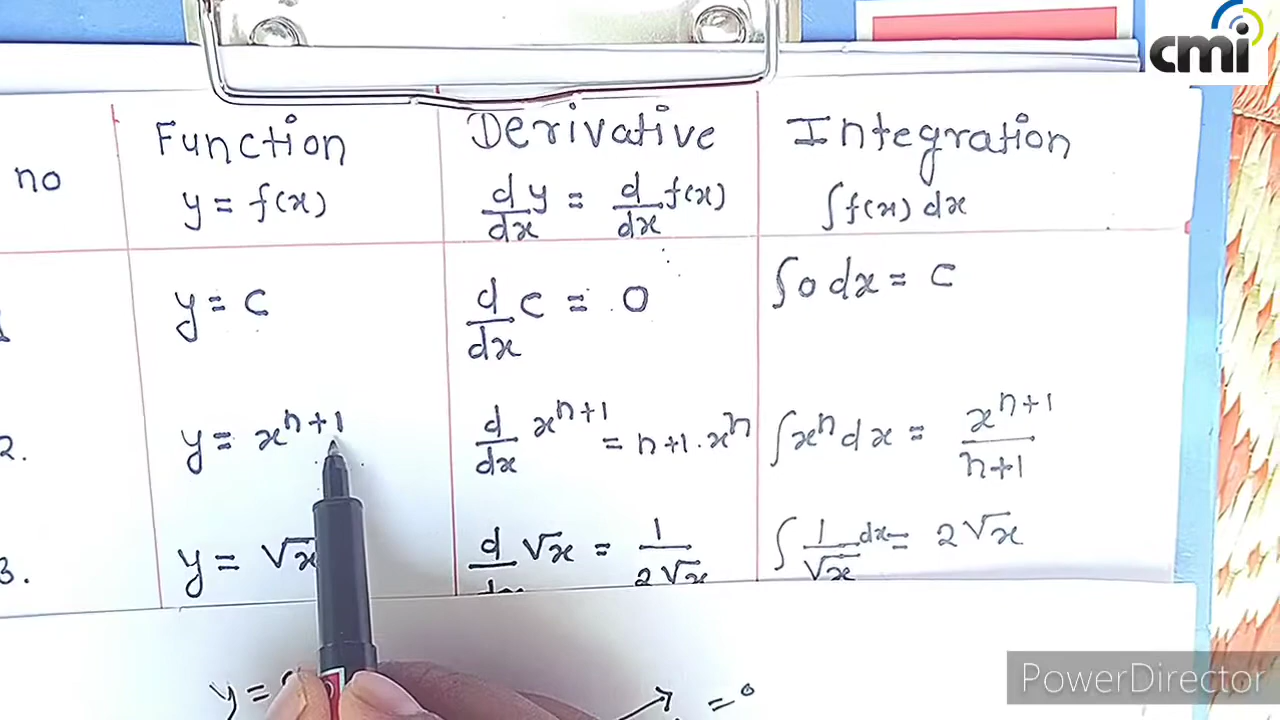 cmi
no Function Derivative Integration
y = f(x) d/dx y = d/dx f(x) ∫f(x) dx
y = c d/dx c = 0 ∫0 dx = c
2. y = x^n+1 d/dx x^n+1 = n+1 . x^n ∫x^n dx = x^n+1/n+1
3. y = √x d/dx √x = 1/2√x ∫1/√x dx = 2√x
y = = 0
PowerDirector